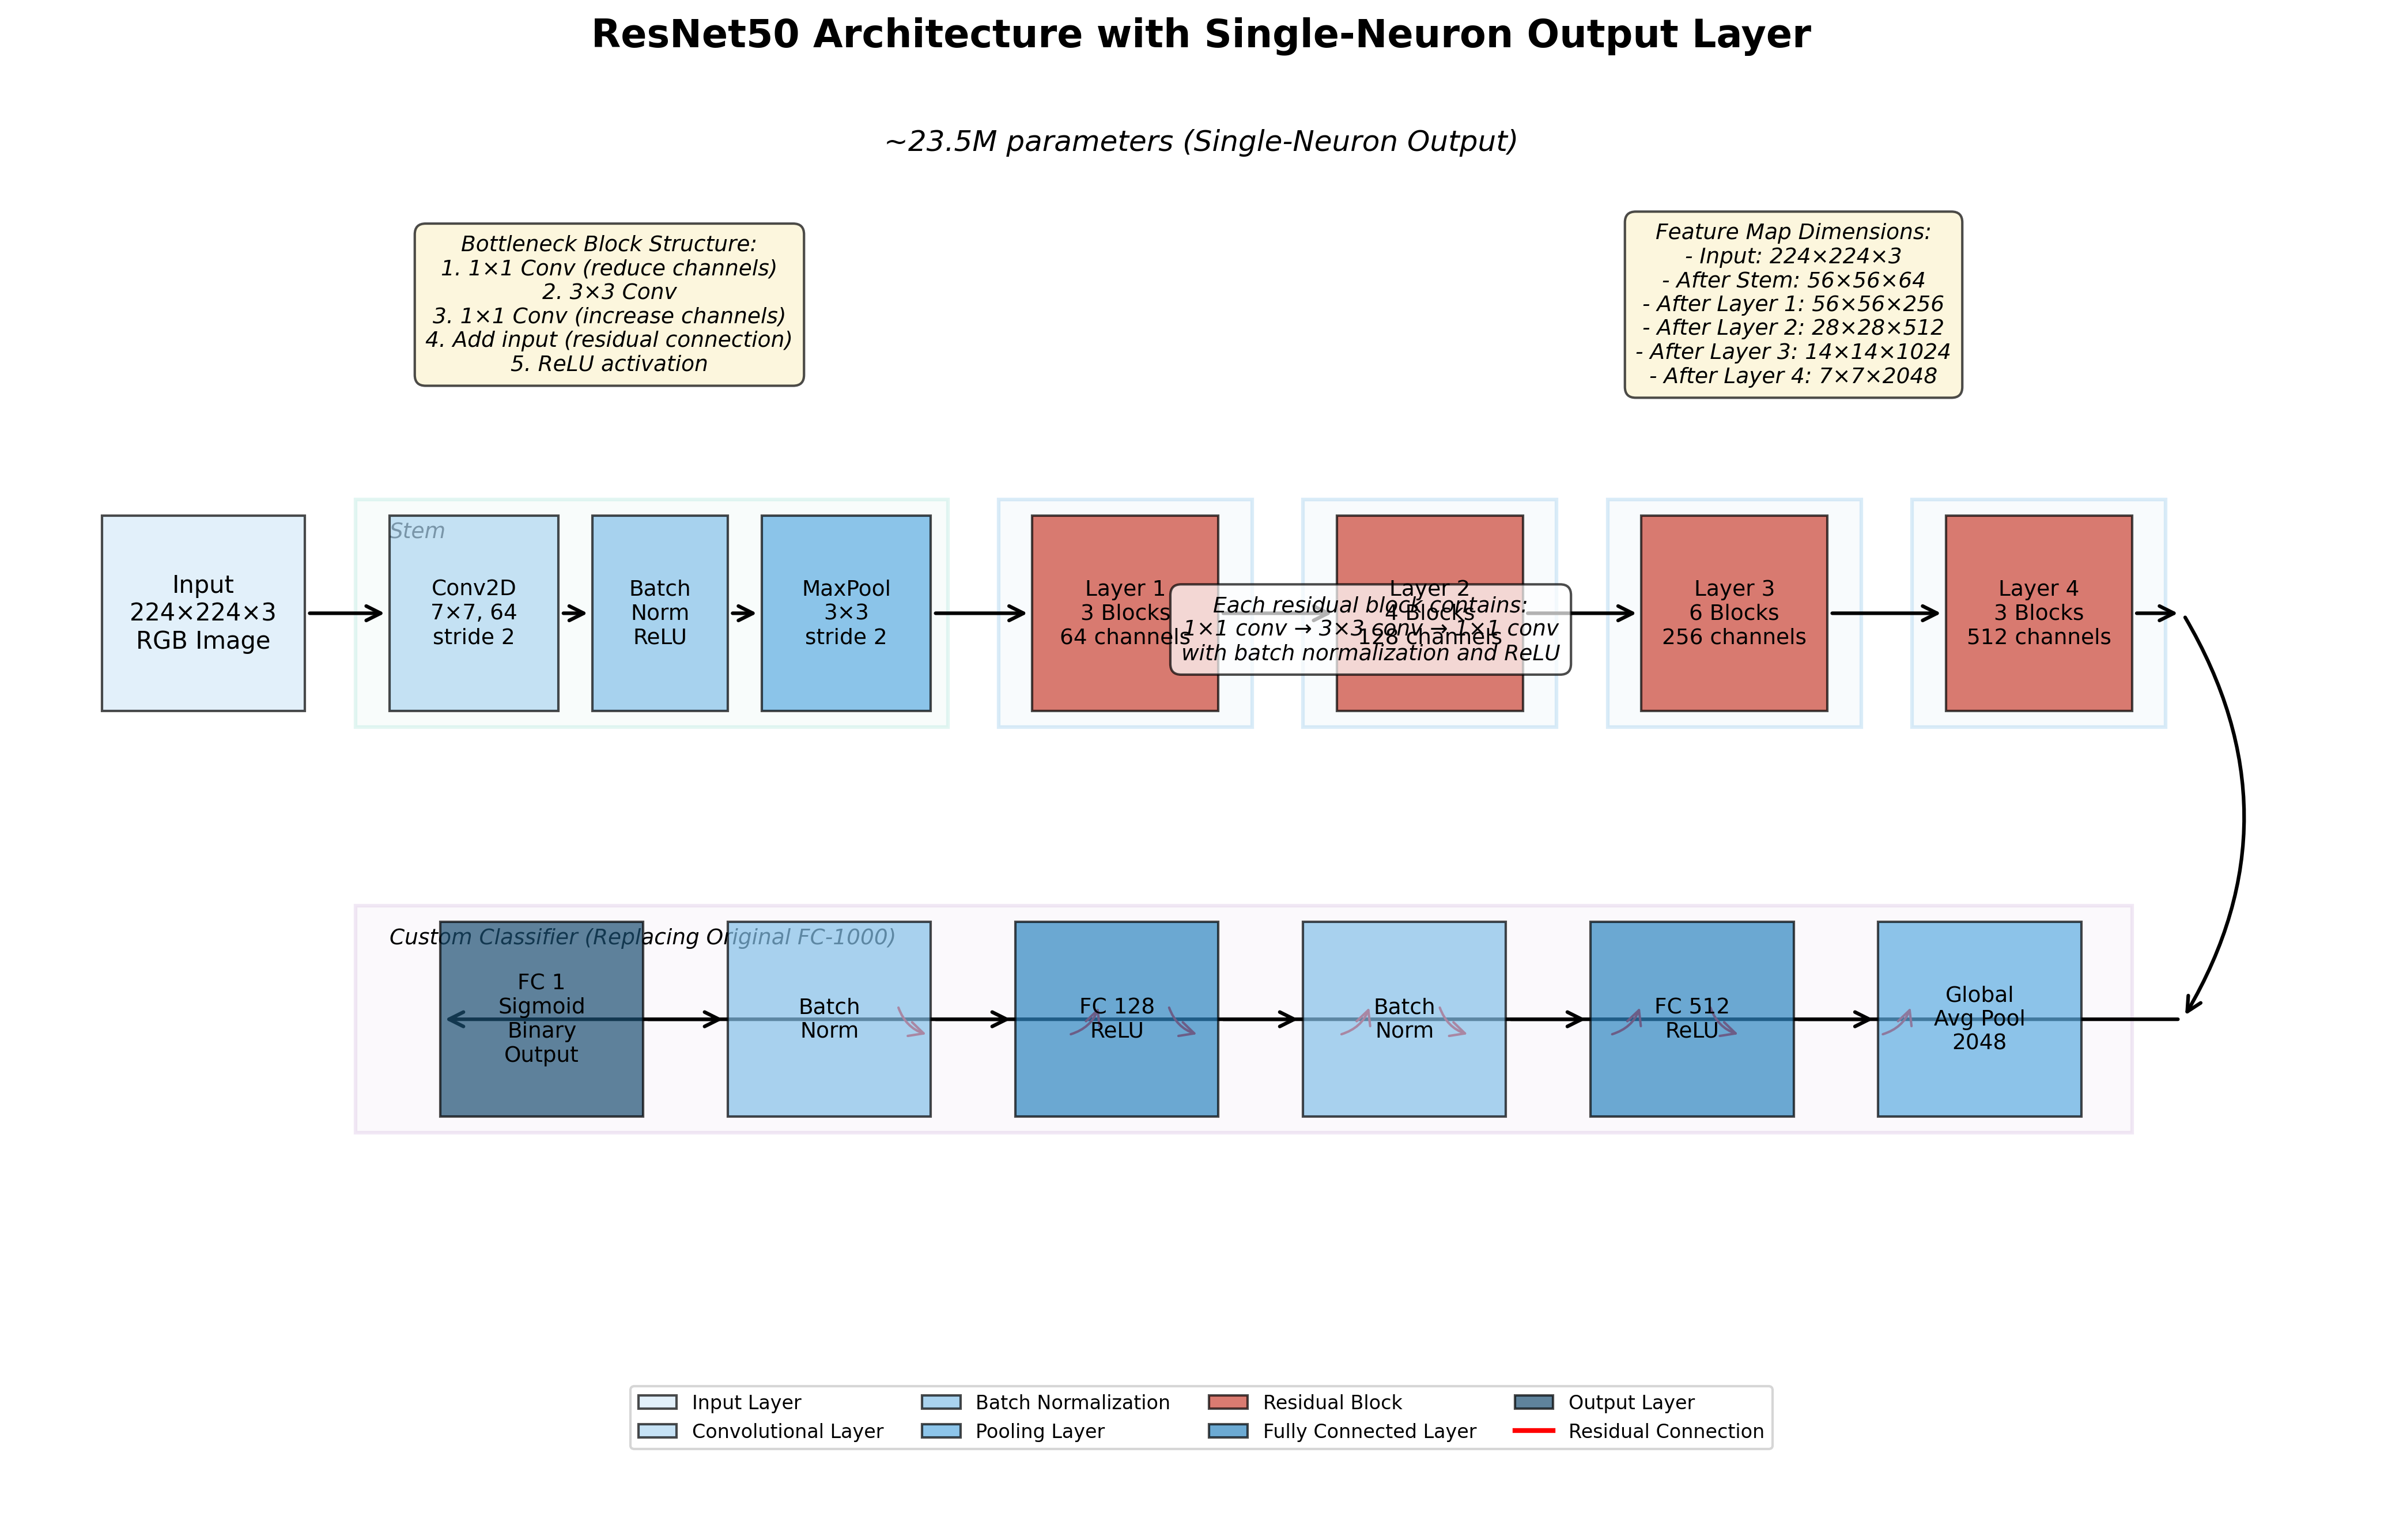 ResNet50 Architecture with Single-Neuron Output Layer
~23.5M parameters (Single-Neuron Output)
Bottleneck Block Structure:
1. 1×1 Conv (reduce channels)
2. 3×3 Conv
3. 1×1 Conv (increase channels)
4. Add input (residual connection)
5. ReLU activation
Feature Map Dimensions:
- Input: 224×224×3
- After Stem: 56×56×64
- After Layer 1: 56×56×256
- After Layer 2: 28×28×512
- After Layer 3: 14×14×1024
- After Layer 4: 7×7×2048
Input
224×224×3
RGB Image
Stem
Conv2D
7×7, 64
stride 2
Batch
Norm
ReLU
MaxPool
3×3
stride 2
Layer 1
3 Blocks
64 channels
Layer 2
4 Blocks
128 channels
Each residual block contains:
1×1 conv → 3×3 conv → 1×1 conv
with batch normalization and ReLU
Layer 3
6 Blocks
256 channels
Layer 4
3 Blocks
512 channels
Custom Classifier (Replacing Original FC-1000)
FC 1
Sigmoid
Binary
Output
Batch
Norm
FC 128
ReLU
Batch
Norm
FC 512
ReLU
Global
Avg Pool
2048
Input Layer
Convolutional Layer
Batch Normalization
Pooling Layer
Residual Block
Fully Connected Layer
Output Layer
Residual Connection